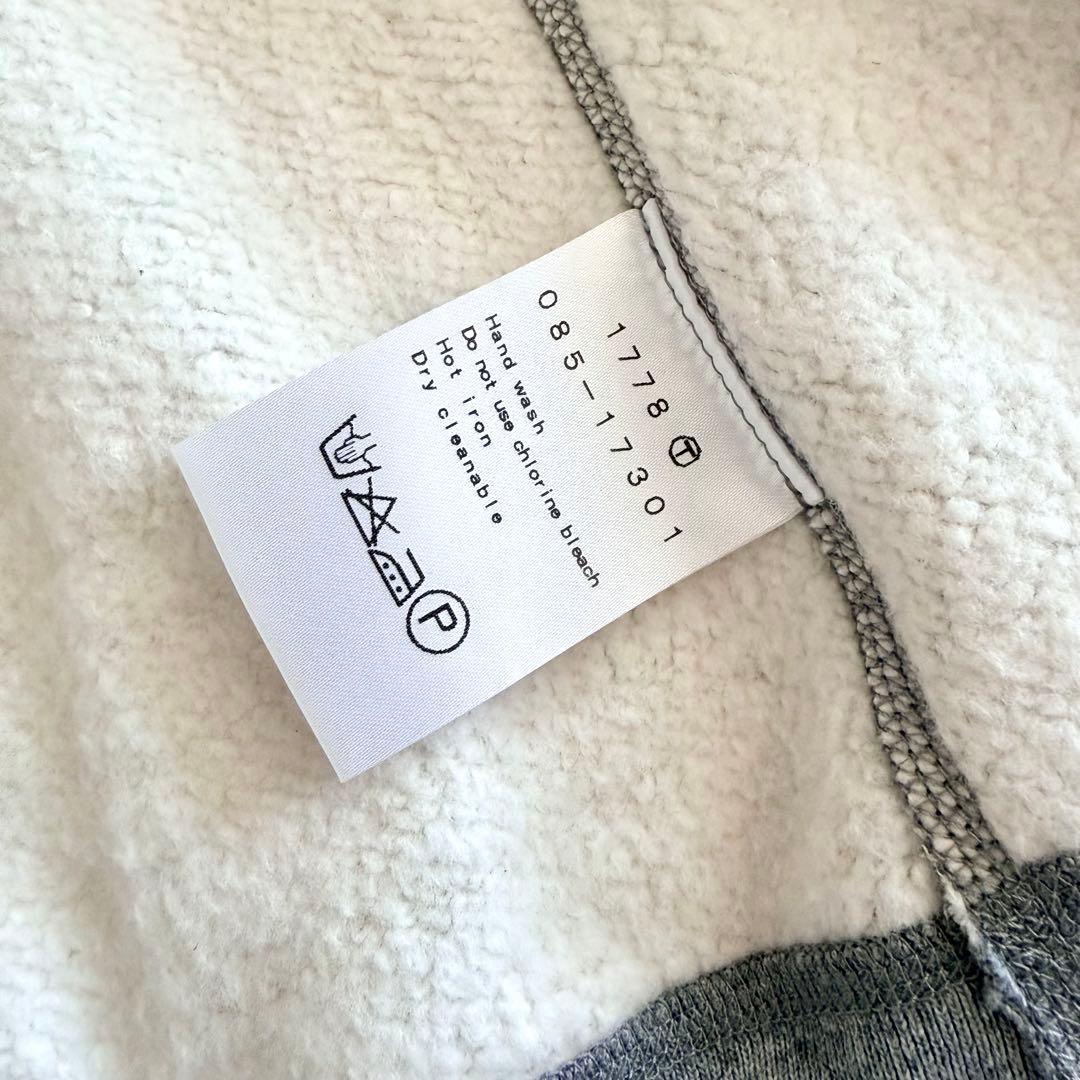 1778 Ⓣ
085-17301
Hand wash
Do not use chlorine bleach
Hot iron
Dry cleanable
P